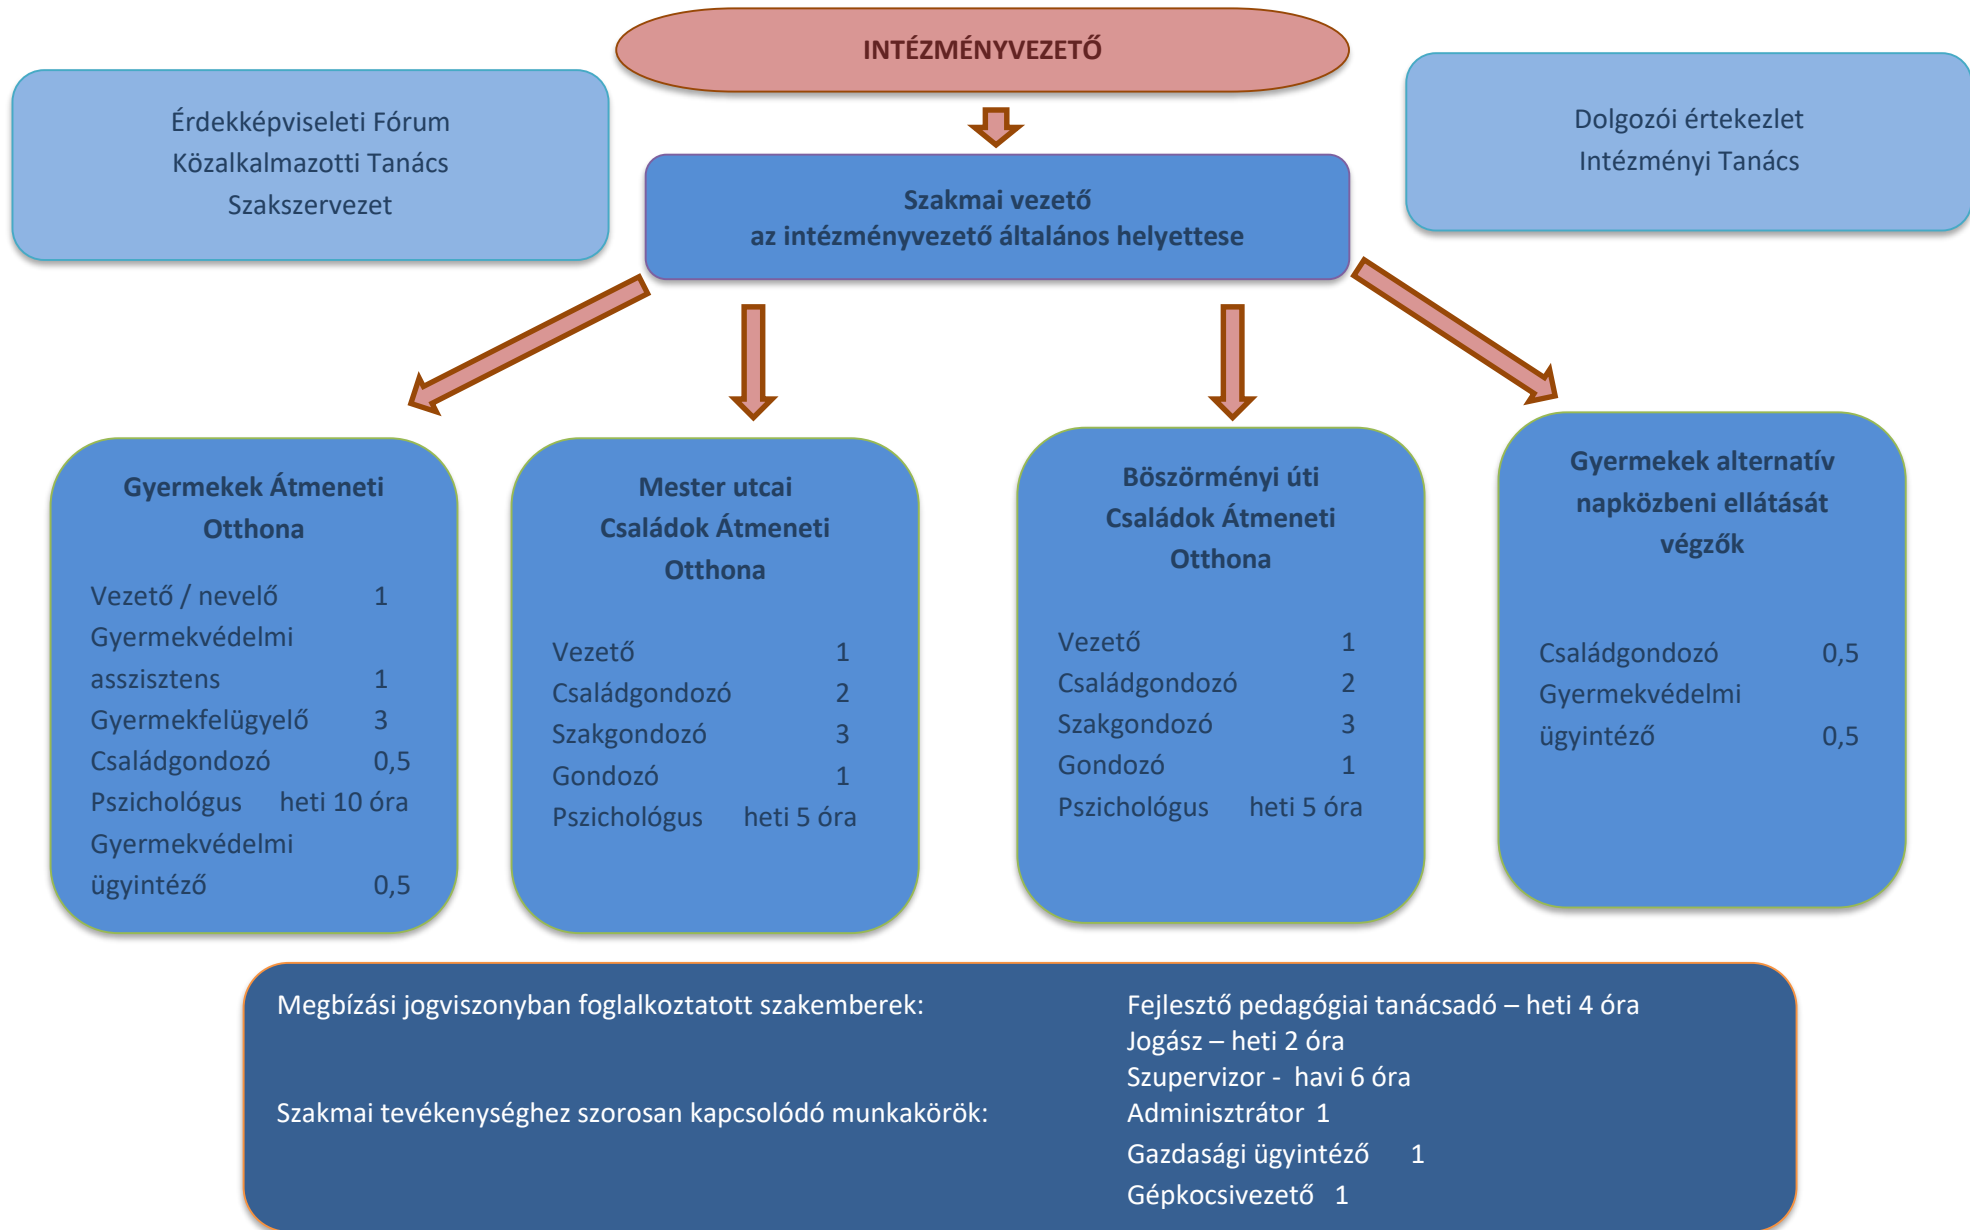 INTÉZMÉNYVEZETŐ
Érdekképviseleti Fórum
Közalkalmazotti Tanács
Szakszervezet
Dolgozói értekezlet
Intézményi Tanács
Szakmai vezető
az intézményvezető általános helyettese
Gyermekek Átmeneti
Otthona
Vezető / nevelő 1
Gyermekvédelmi
asszisztens 1
Gyermekfelügyelő 3
Családgondozó 0,5
Pszichológus heti 10 óra
Gyermekvédelmi
ügyintéző 0,5
Mester utcai
Családok Átmeneti
Otthona
Vezető 1
Családgondozó 2
Szakgondozó 3
Gondozó 1
Pszichológus heti 5 óra
Böszörményi úti
Családok Átmeneti
Otthona
Vezető 1
Családgondozó 2
Szakgondozó 3
Gondozó 1
Pszichológus heti 5 óra
Gyermekek alternatív
napközbeni ellátását
végzők
Családgondozó 0,5
Gyermekvédelmi
ügyintéző 0,5
Megbízási jogviszonyban foglalkoztatott szakemberek: Fejlesztő pedagógiai tanácsadó – heti 4 óra
Jogász – heti 2 óra
Szupervizor - havi 6 óra
Szakmai tevékenységhez szorosan kapcsolódó munkakörök: Adminisztrátor 1
Gazdasági ügyintéző 1
Gépkocsivezető 1